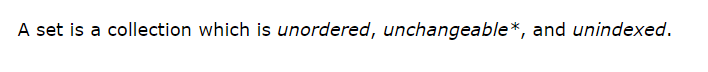 A set is a collection which is unordered, unchangeable*, and unindexed.